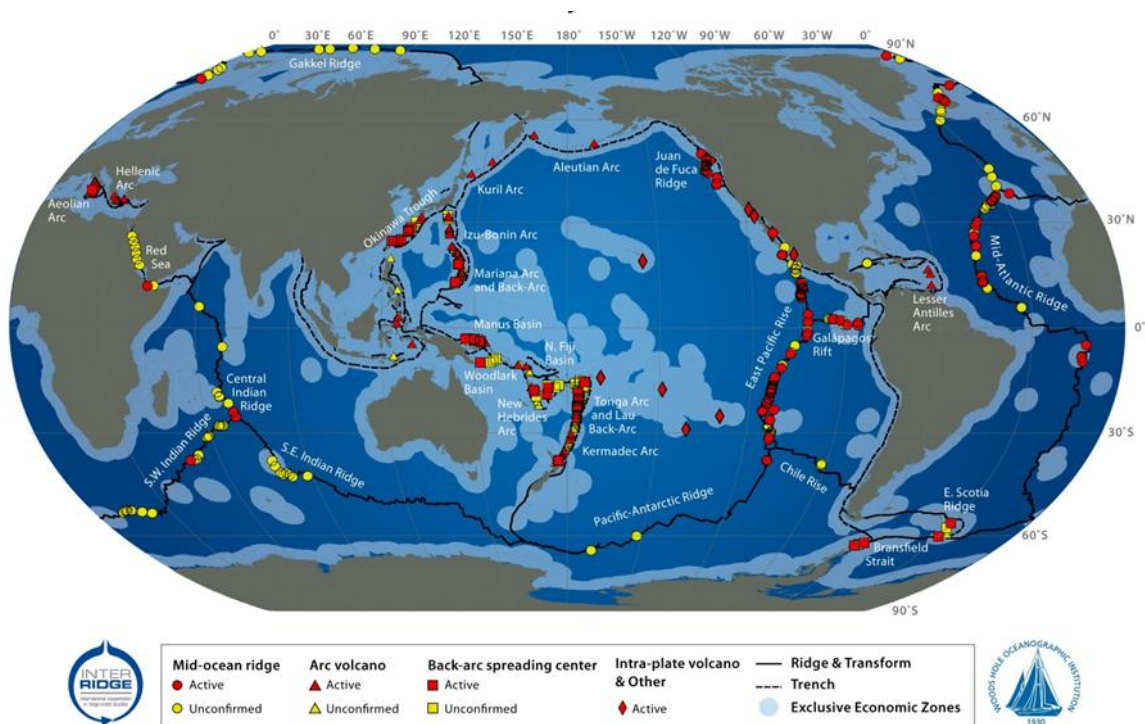 30°E 60°E 90°E 120°E 150°E 180°E 150°W 120°W 90°W 60°W 30°W 0° 90°N
Gakkel Ridge
60°N
Hellenic
Arc
Aeolian
Arc
Aleutian Arc
Juan
de Fuca
Ridge
Kuril Arc
Okinawa Trough
30°N
Red
Sea
Izu-Bonin Arc
Mariana Arc
and Back-Arc
Mid-Atlantic Ridge
Lesser
Antilles
Arc
0°
Manus Basin
N. Fiji
Basin
East Pacific Rise
Galápagos
Rift
Woodlark
Basin
Central
Indian
Ridge
New
Hebrides
Arc
Tonga Arc
and Lau
Back-Arc
30°S
S.W. Indian Ridge
S.E. Indian Ridge
Kermadec Arc
Chile Rise
Pacific-Antarctic Ridge
E. Scotia
Ridge
60°S
Bransfield
Strait
90°S
INTER
RIDGE
Mid-ocean ridge
Active
Unconfirmed
Arc volcano
Active
Unconfirmed
Back-arc spreading center
Active
Unconfirmed
Intra-plate volcano
& Other
Active
Ridge & Transform
Trench
Exclusive Economic Zones
WOODS HOLE OCEANOGRAPHIC INSTITUTION
1930